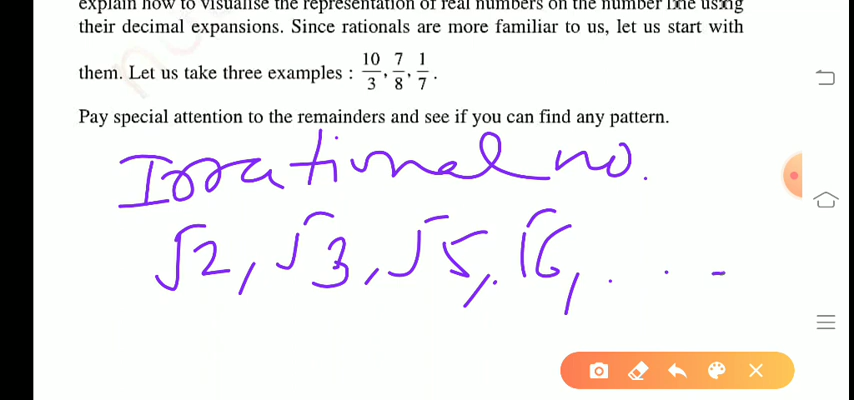 explain how to visualise the representation of real numbers on the number line using
their decimal expansions. Since rationals are more familiar to us, let us start with
them. Let us take three examples : 10/3, 7/8, 1/7.
Pay special attention to the remainders and see if you can find any pattern.
Irrational no.
√2, √3, √5, √6, . . -